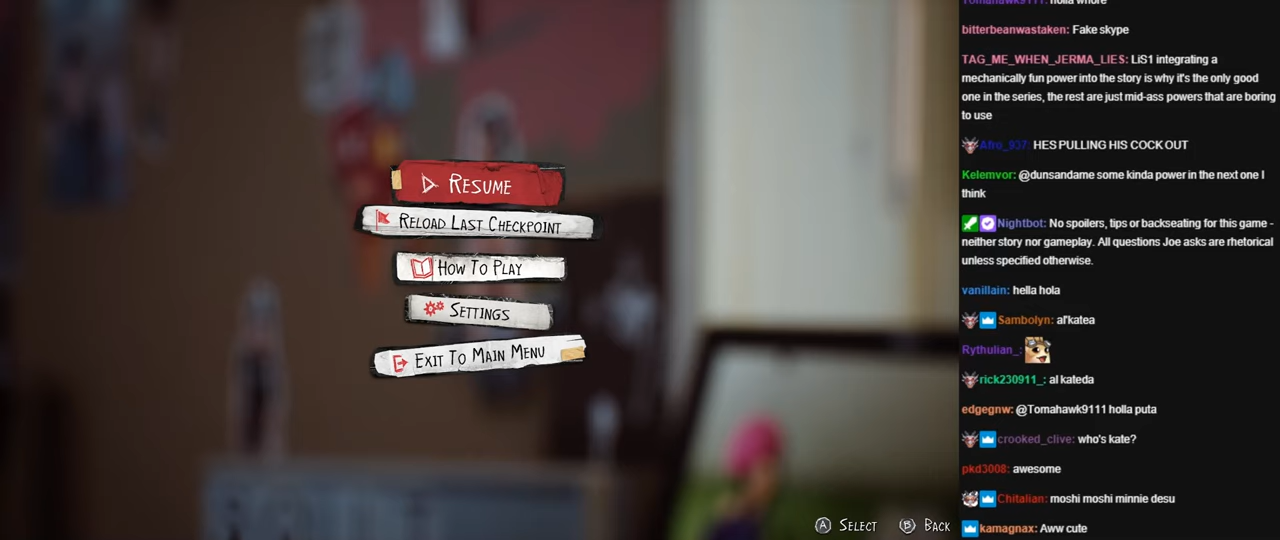 RESUME
RELOAD LAST CHECKPOINT
HOW TO PLAY
SETTINGS
EXIT TO MAIN MENU
A SELECT B BACK
Tomahawk9111: holla whore
bitterbeanwastaken: Fake skype
TAG_ME_WHEN_JERMA_LIES: LiS1 integrating a
mechanically fun power into the story is why it's the only good
one in the series, the rest are just mid-ass powers that are boring
to use
Afro_937: HES PULLING HIS COCK OUT
Kelemvor: @dunsandame some kinda power in the next one I
think
Nightbot: No spoilers, tips or backseating for this game -
neither story nor gameplay. All questions Joe asks are rhetorical
unless specified otherwise.
vanillain: hella hola
Sambolyn: al'katea
Rythulian_:
rick230911_: al kateda
edgegnw: @Tomahawk9111 holla puta
crooked_clive: who's kate?
pkd3008: awesome
Chitalian: moshi moshi minnie desu
kamagnax: Aww cute